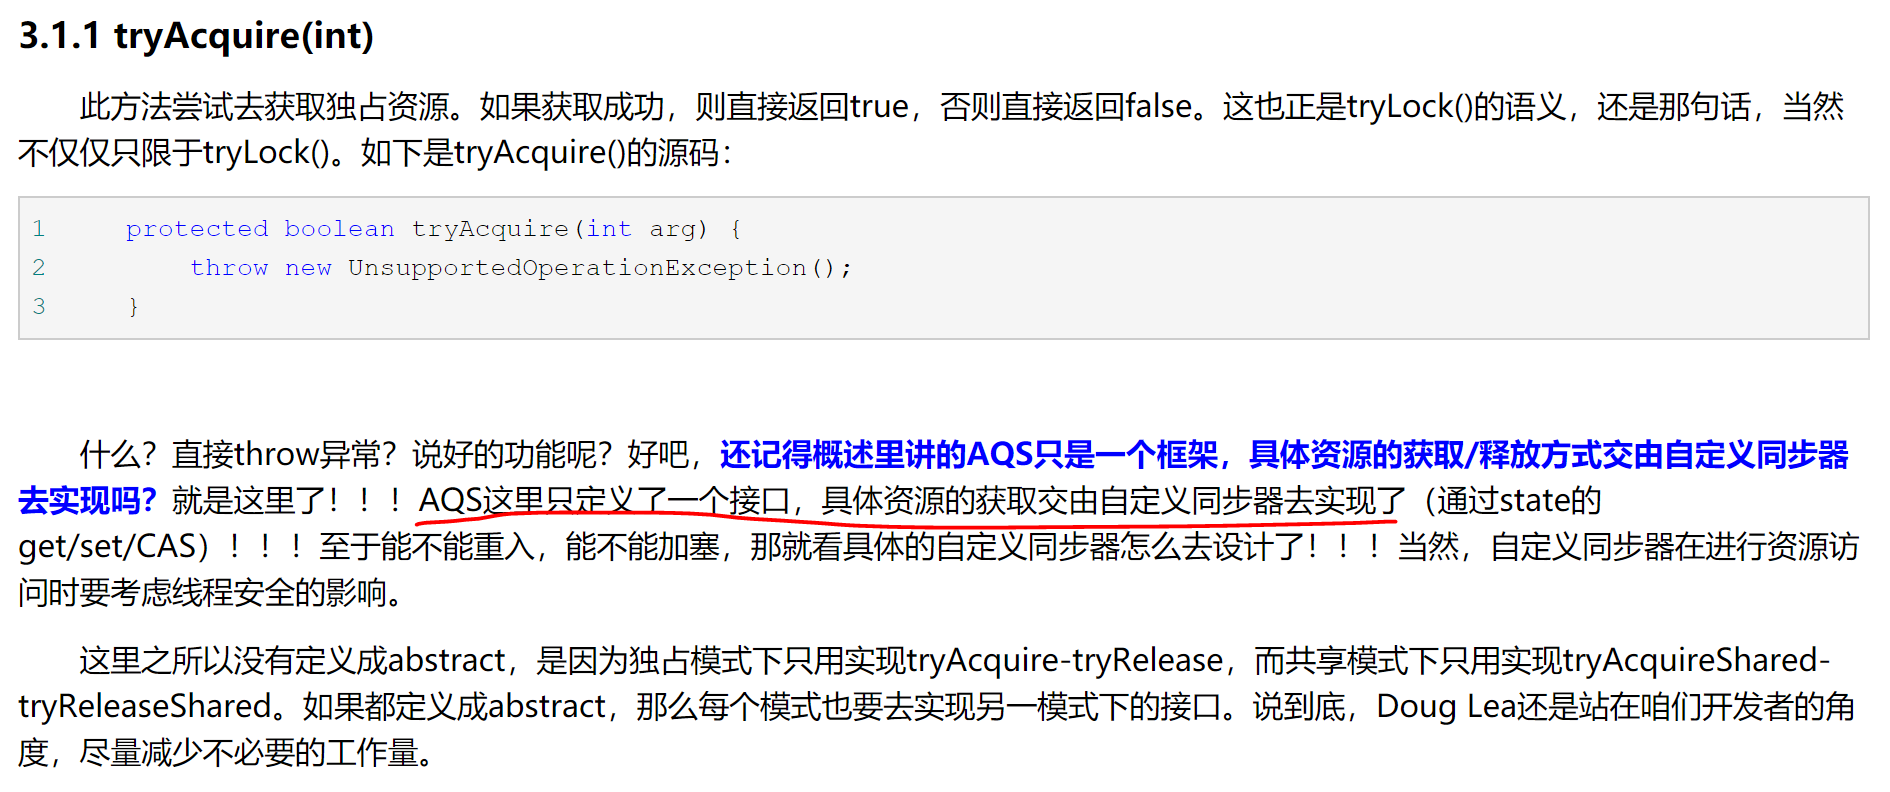 3.1.1 tryAcquire(int)
此方法尝试去获取独占资源。如果获取成功，则直接返回true，否则直接返回false。这也正是tryLock()的语义，还是那句话，当然
不仅仅只限于tryLock()。如下是tryAcquire()的源码：
1 protected boolean tryAcquire(int arg) {
2 throw new UnsupportedOperationException();
3 }
什么？直接throw异常？说好的功能呢？好吧，还记得概述里讲的AQS只是一个框架，具体资源的获取/释放方式交由自定义同步器
去实现吗？就是这里了！！！AQS这里只定义了一个接口，具体资源的获取交由自定义同步器去实现了（通过state的
get/set/CAS）！！！至于能不能重入，能不能加塞，那就看具体的自定义同步器怎么去设计了！！！当然，自定义同步器在进行资源访
问时要考虑线程安全的影响。
这里之所以没有定义成abstract，是因为独占模式下只用实现tryAcquire-tryRelease，而共享模式下只用实现tryAcquireShared-
tryReleaseShared。如果都定义成abstract，那么每个模式也要去实现另一模式下的接口。说到底，Doug Lea还是站在咱们开发者的角
度，尽量减少不必要的工作量。